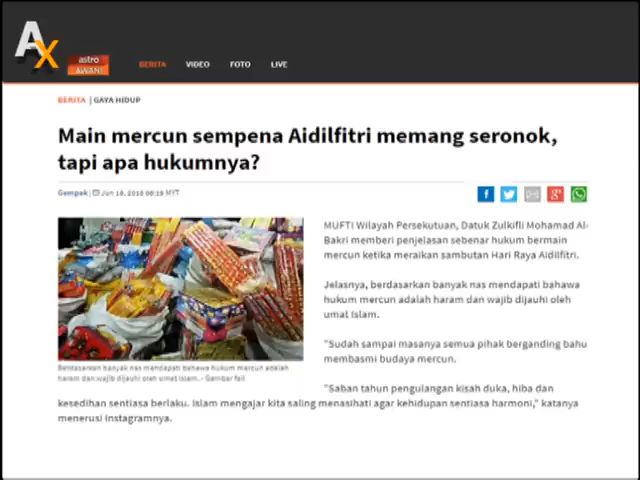 AX
astro
AWANI
BERITA VIDEO FOTO LIVE
BERITA | GAYA HIDUP
Main mercun sempena Aidilfitri memang seronok,
tapi apa hukumnya?
Gempak | Jun 18, 2018 08:19 MYT
MUFTI Wilayah Persekutuan, Datuk Zulkifli Mohamad Al-
Bakri memberi penjelasan sebenar hukum bermain
mercun ketika meraikan sambutan Hari Raya Aidilfitri.
Jelasnya, berdasarkan banyak nas mendapati bahawa
hukum mercun adalah haram dan wajib dijauhi oleh
umat Islam.
"Sudah sampai masanya semua pihak berganding bahu
membasmi budaya mercun.
Berdasarkan banyak nas mendapati bahawa hukum mercun adalah
haram dan wajib dijauhi oleh umat Islam. - Gambar fail
"Saban tahun pengulangan kisah duka, hiba dan
kesedihan sentiasa berlaku. Islam mengajar kita saling menasihati agar kehidupan sentiasa harmoni," katanya
menerusi Instagramnya.